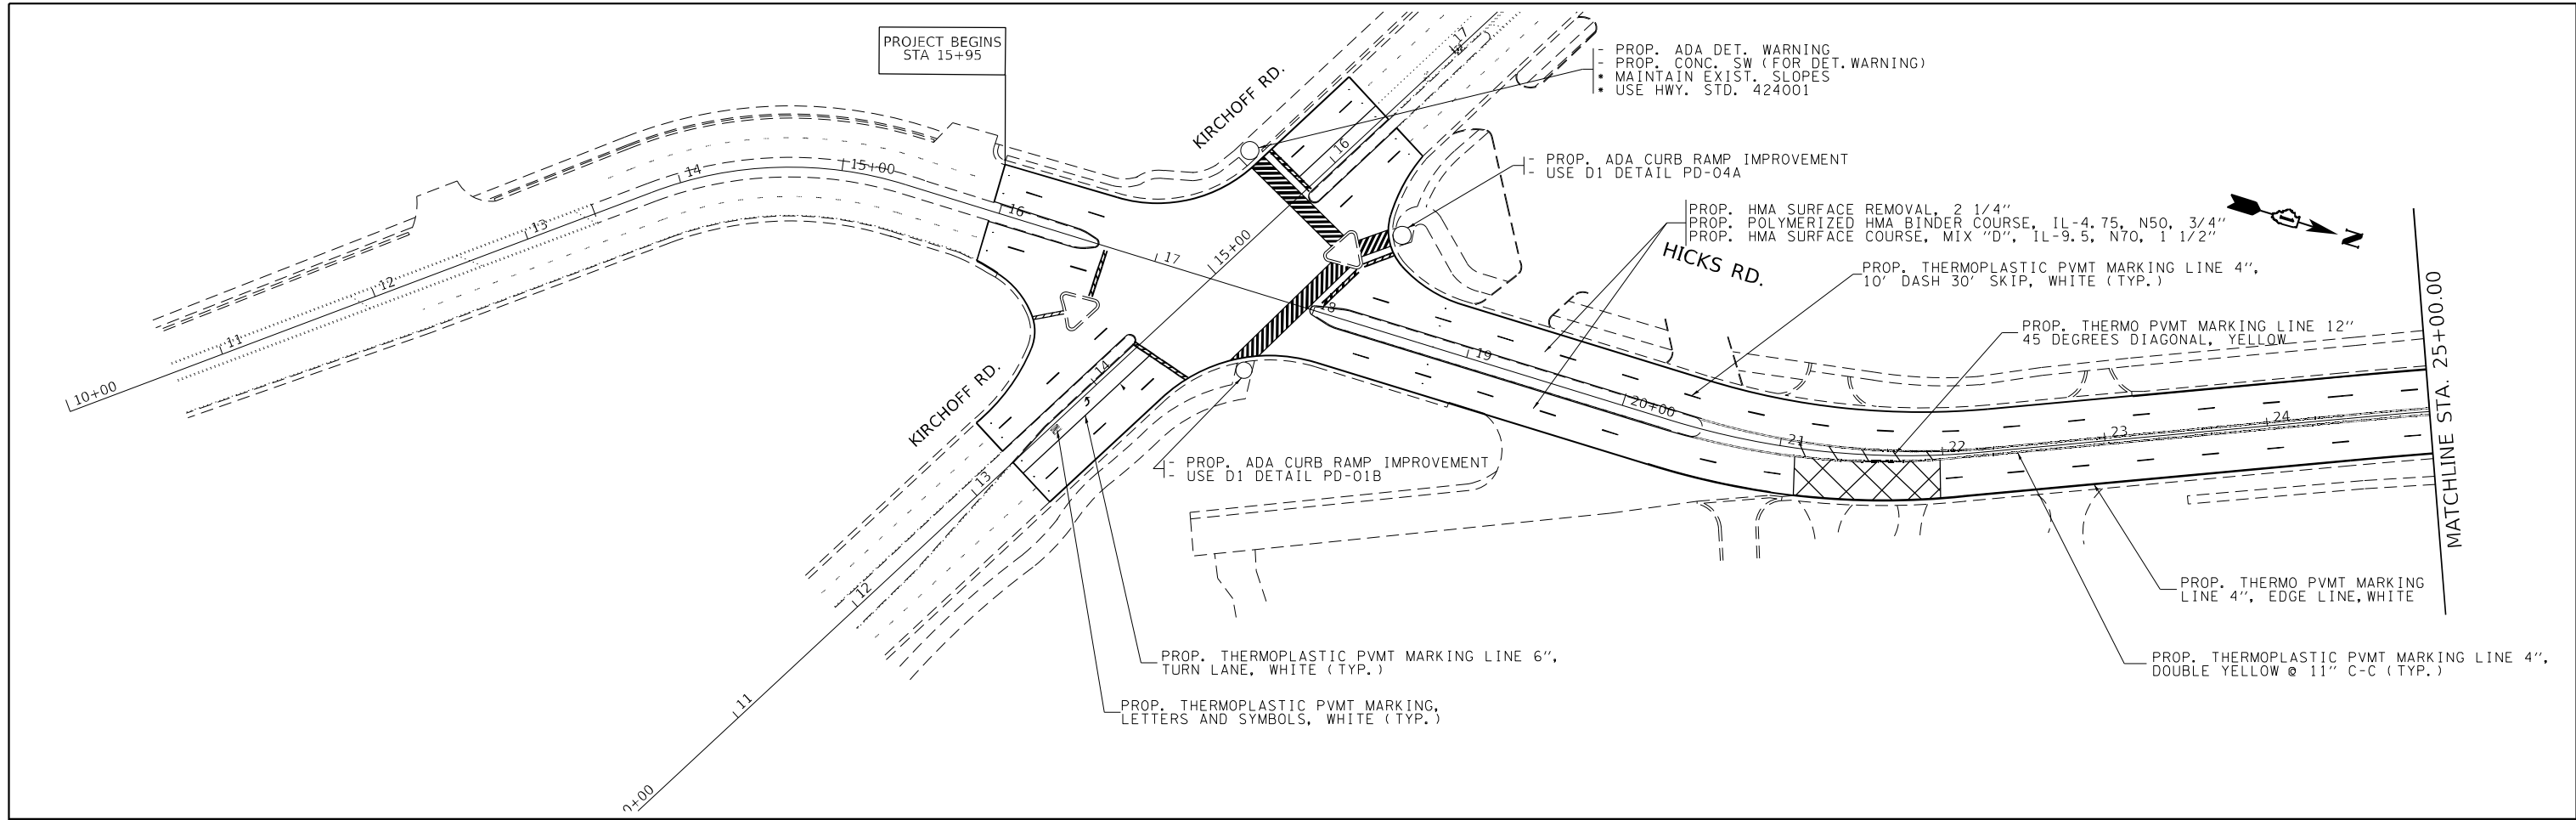 PROJECT BEGINS
STA 15+95
KIRCHOFF RD.
- PROP. ADA DET. WARNING
- PROP. CONC. SW (FOR DET. WARNING)
* MAINTAIN EXIST. SLOPES
* USE HWY. STD. 424001
- PROP. ADA CURB RAMP IMPROVEMENT
- USE D1 DETAIL PD-04A
PROP. HMA SURFACE REMOVAL, 2 1/4"
PROP. POLYMERIZED HMA BINDER COURSE, IL-4.75, N50, 3/4"
PROP. HMA SURFACE COURSE, MIX "D", IL-9.5, N70, 1 1/2"
HICKS RD.
PROP. THERMOPLASTIC PVMT MARKING LINE 4",
10' DASH 30' SKIP, WHITE (TYP.)
PROP. THERMO PVMT MARKING LINE 12"
45 DEGREES DIAGONAL, YELLOW
N
MATCHLINE STA. 25+00.00
10+00
11
12
13
14
15+00
16
17
18
19
20+00
21
22
23
24
0+00
11
12
13
14
15+00
16
17
KIRCHOFF RD.
- PROP. ADA CURB RAMP IMPROVEMENT
- USE D1 DETAIL PD-01B
PROP. THERMO PVMT MARKING
LINE 4", EDGE LINE, WHITE
PROP. THERMOPLASTIC PVMT MARKING LINE 6",
TURN LANE, WHITE (TYP.)
PROP. THERMOPLASTIC PVMT MARKING LINE 4",
DOUBLE YELLOW @ 11" C-C (TYP.)
PROP. THERMOPLASTIC PVMT MARKING,
LETTERS AND SYMBOLS, WHITE (TYP.)